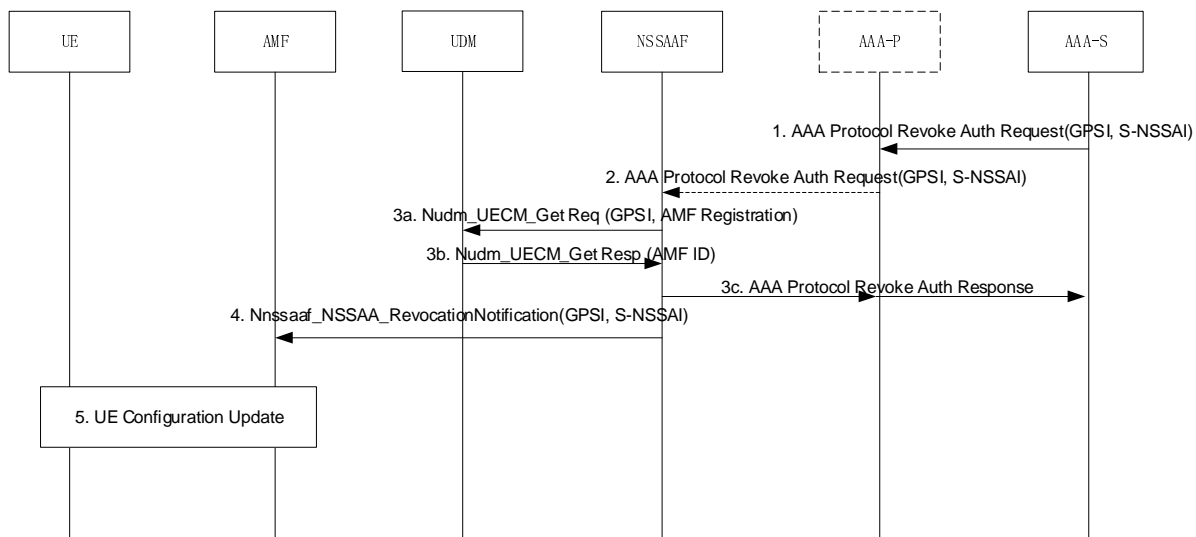 UE
AMF
UDM
NSSAAF
AAA-P
AAA-S
1. AAA Protocol Revoke Auth Request(GPSI, S-NSSAI)
2. AAA Protocol Revoke Auth Request(GPSI, S-NSSAI)
3a. Nudm_UECM_Get Req (GPSI, AMF Registration)
3b. Nudm_UECM_Get Resp (AMF ID)
3c. AAA Protocol Revoke Auth Response
4. Nnssaaf_NSSAA_RevocationNotification(GPSI, S-NSSAI)
5. UE Configuration Update